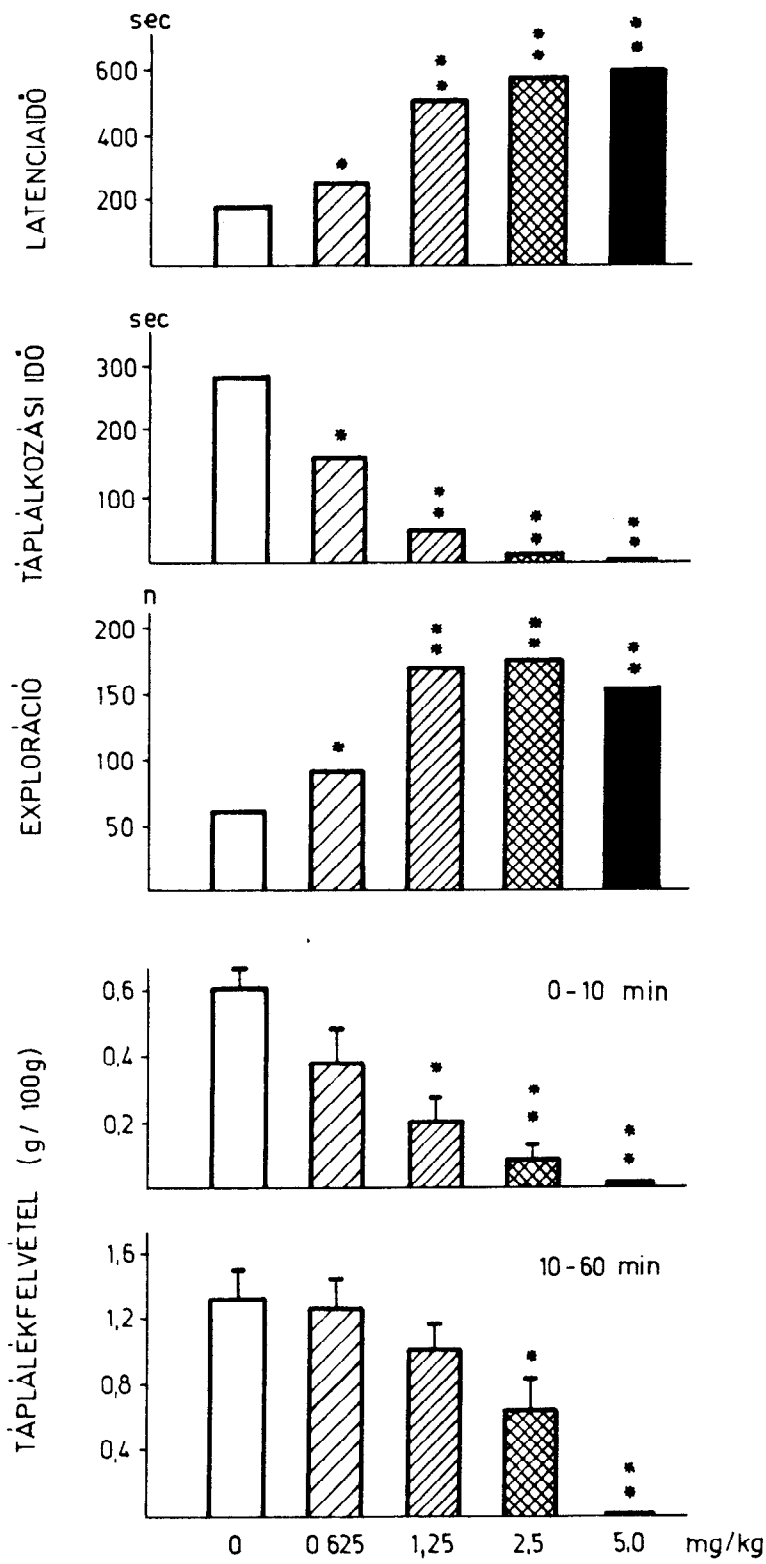 sec
LATENCIAIDŐ
600
400
200
* * * * * * * *
* *
sec
TÁPLÁLKOZÁSI IDŐ
300
200
100
n
EXPLORÁCIÓ
200
150
100
50
TÁPLÁLÉKFELVÉTEL (g/100g)
0-10 min
0,6
0,4
0,2
10-60 min
1,6
1,2
0,8
0,4
0 0 625 1,25 2,5 5,0 mg/kg